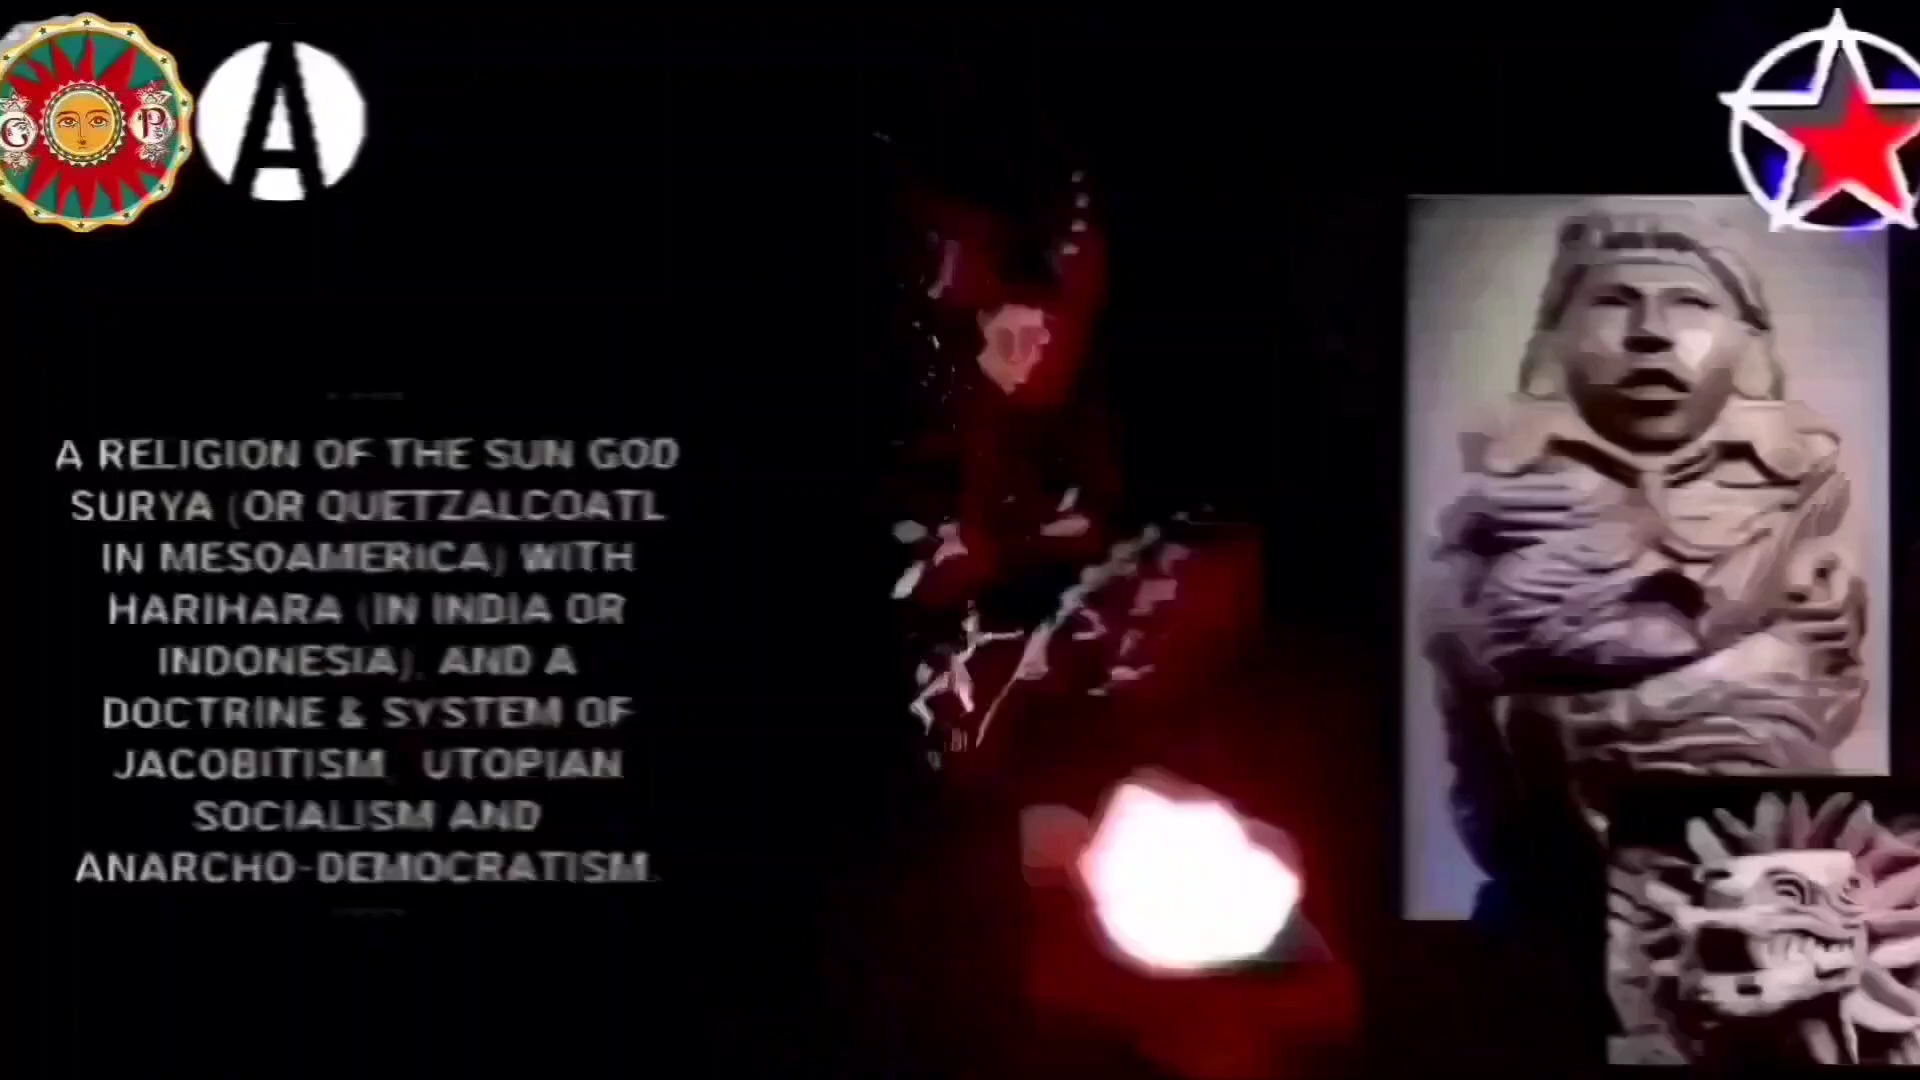 G P
A
A RELIGION OF THE SUN GOD
SURYA (OR QUETZALCOATL
IN MESOAMERICA) WITH
HARIHARA (IN INDIA OR
INDONESIA), AND A
DOCTRINE & SYSTEM OF
JACOBITISM, UTOPIAN
SOCIALISM AND
ANARCHO-DEMOCRATISM.